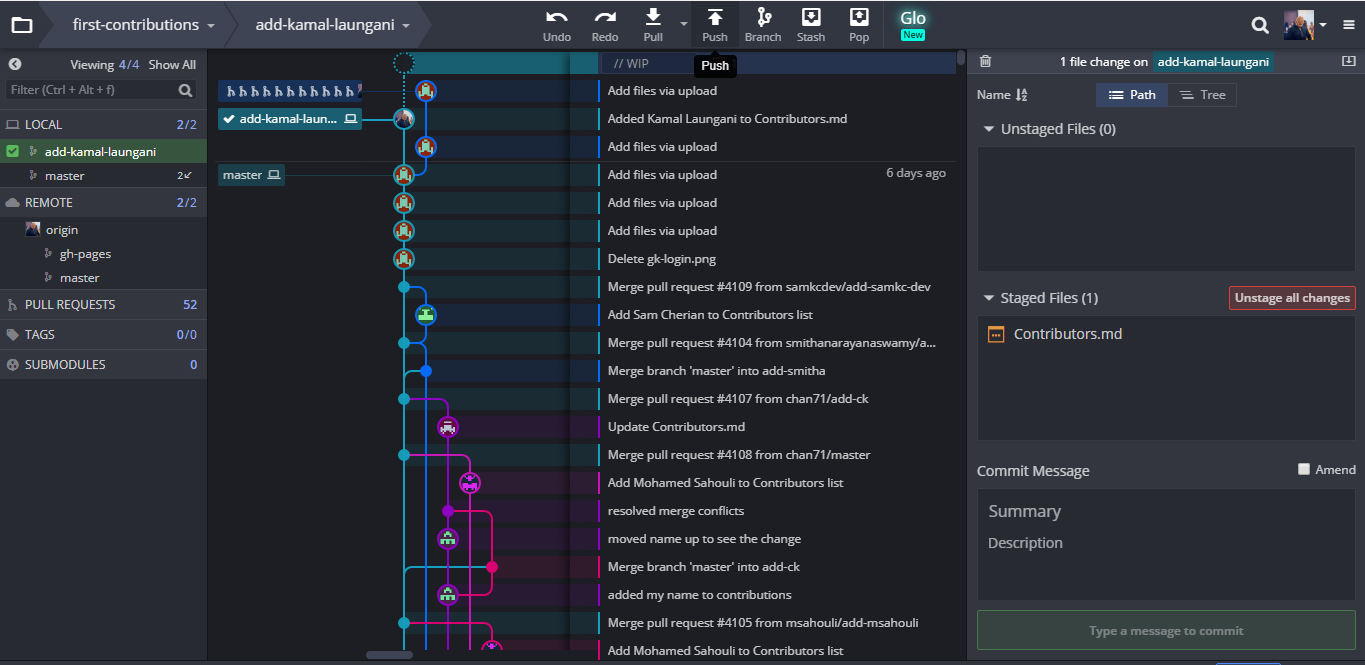 first-contributions
add-kamal-laungani
Undo
Redo
Pull
Push
Branch
Stash
Pop
Glo
New
Push
Viewing 4/4 Show All
Filter (Ctrl + Alt + f)
LOCAL 2/2
add-kamal-laungani
master 2
REMOTE 2/2
origin
gh-pages
master
PULL REQUESTS 52
TAGS 0/0
SUBMODULES 0
// WIP
Add files via upload
add-kamal-laun...
Added Kamal Laungani to Contributors.md
Add files via upload
master
Add files via upload
6 days ago
Add files via upload
Add files via upload
Delete gk-login.png
Merge pull request #4109 from samkcdev/add-samkc-dev
Add Sam Cherian to Contributors list
Merge pull request #4104 from smithanarayanaswamy/a...
Merge branch 'master' into add-smitha
Merge pull request #4107 from chan71/add-ck
Update Contributors.md
Merge pull request #4108 from chan71/master
Add Mohamed Sahouli to Contributors list
resolved merge conflicts
moved name up to see the change
Merge branch 'master' into add-ck
added my name to contributions
Merge pull request #4105 from msahouli/add-msahouli
Add Mohamed Sahouli to Contributors list
1 file change on add-kamal-laungani
Name
Path
Tree
Unstaged Files (0)
Staged Files (1)
Unstage all changes
Contributors.md
Commit Message
Amend
Summary
Description
Type a message to commit